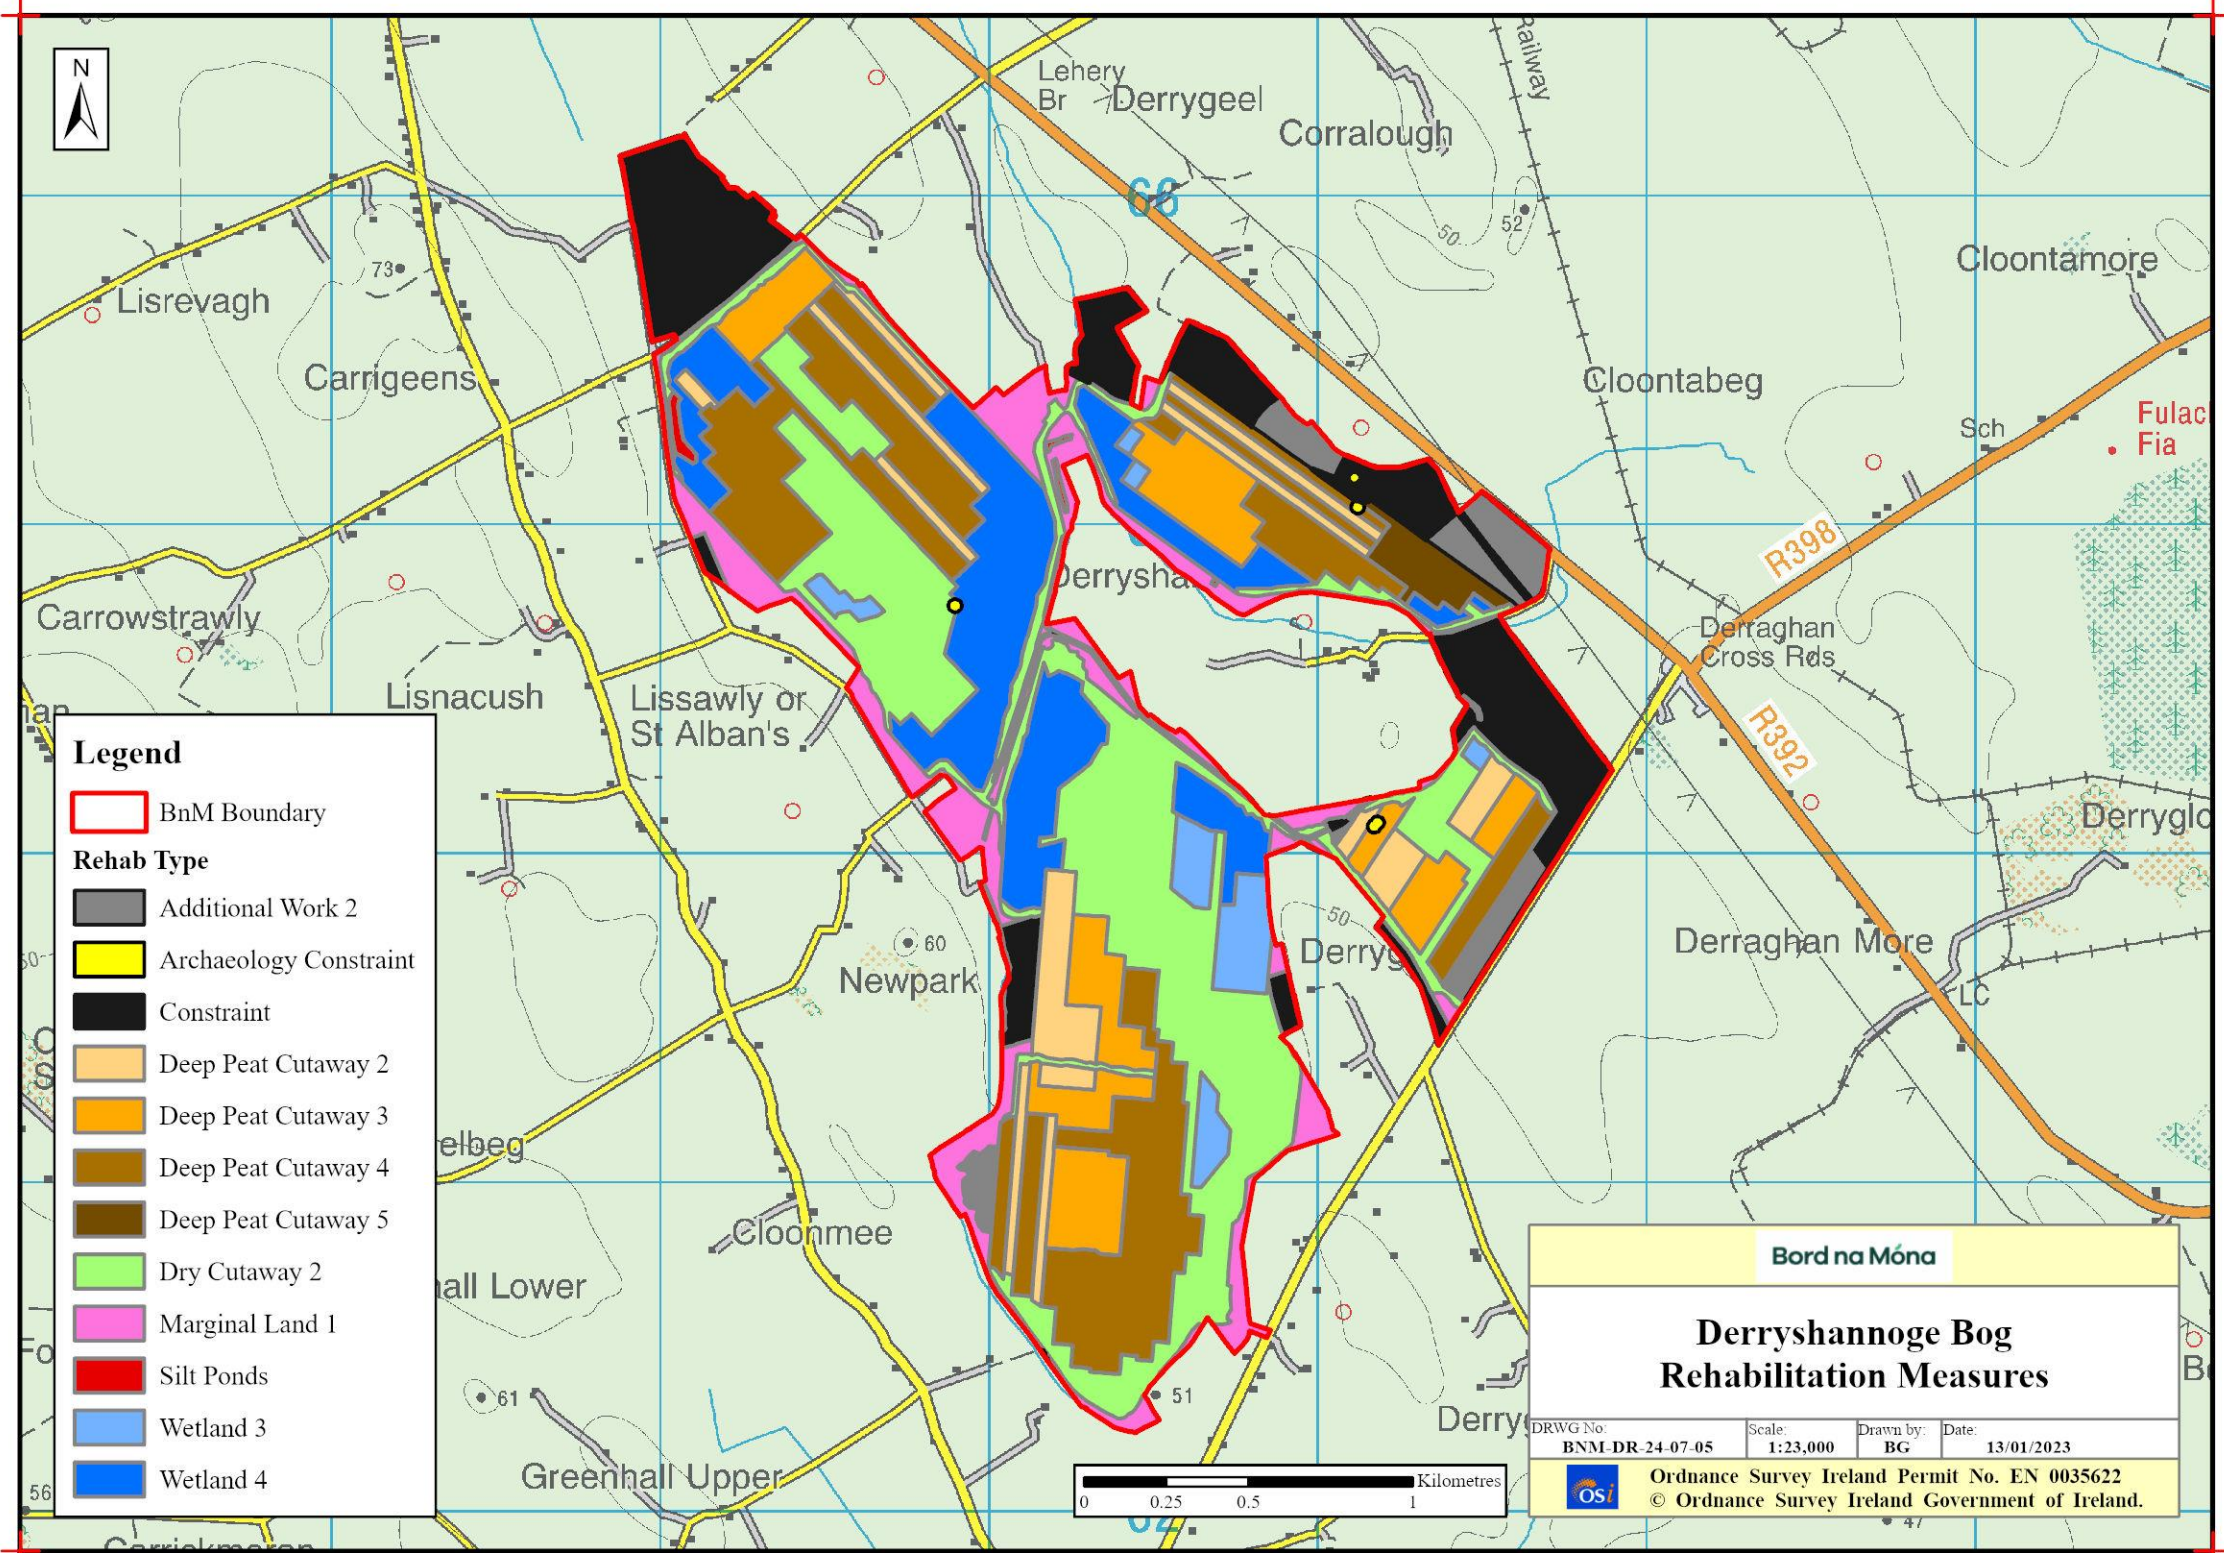 N
Lehery
Br
Derrygeel
Railway
Corralough
66
50
52
Cloontamore
73
Lisrevagh
Carrigeens
Cloontabeg
Sch
Fulac
Fia
R398
Derrysha
Carrowstrawly
Derraghan
Cross Rds
Lisnacush
Lissawly or
St Alban's
R392
Derryglo
50
60
Newpark
Derryg
Derraghan More
LC
elbeg
Cloonmee
hall Lower
61
51
Derryg
Greenhall Upper
56
62
47
Legend
BnM Boundary
Rehab Type
Additional Work 2
Archaeology Constraint
Constraint
Deep Peat Cutaway 2
Deep Peat Cutaway 3
Deep Peat Cutaway 4
Deep Peat Cutaway 5
Dry Cutaway 2
Marginal Land 1
Silt Ponds
Wetland 3
Wetland 4
Kilometres
0 0.25 0.5 1
Bord na Móna
Derryshannoge Bog
Rehabilitation Measures
DRWG No: Scale: Drawn by: Date:
BNM-DR-24-07-05 1:23,000 BG 13/01/2023
OSi
Ordnance Survey Ireland Permit No. EN 0035622
© Ordnance Survey Ireland Government of Ireland.